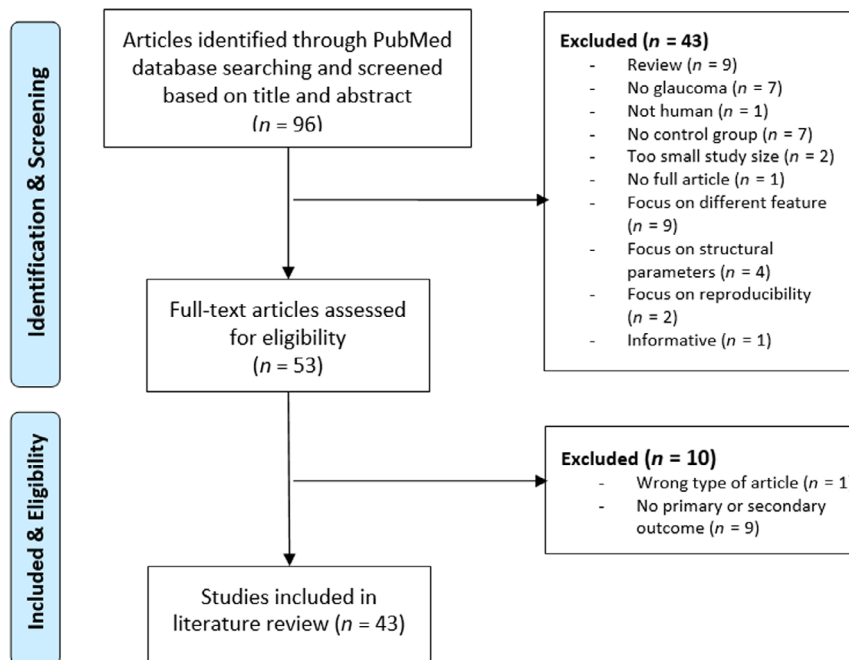 Identification & Screening
Articles identified through PubMed
database searching and screened
based on title and abstract
(n = 96)
Excluded (n = 43)
- Review (n = 9)
- No glaucoma (n = 7)
- Not human (n = 1)
- No control group (n = 7)
- Too small study size (n = 2)
- No full article (n = 1)
- Focus on different feature
(n = 9)
- Focus on structural
parameters (n = 4)
- Focus on reproducibility
(n = 2)
- Informative (n = 1)
Full-text articles assessed
for eligibility
(n = 53)
Included & Eligibility
Excluded (n = 10)
- Wrong type of article (n = 1)
- No primary or secondary
outcome (n = 9)
Studies included in
literature review (n = 43)